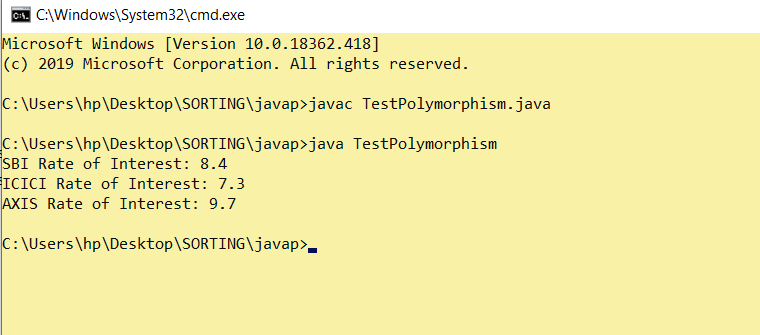 C:\Windows\System32\cmd.exe
Microsoft Windows [Version 10.0.18362.418]
(c) 2019 Microsoft Corporation. All rights reserved.
C:\Users\hp\Desktop\SORTING\javap>javac TestPolymorphism.java
C:\Users\hp\Desktop\SORTING\javap>java TestPolymorphism
SBI Rate of Interest: 8.4
ICICI Rate of Interest: 7.3
AXIS Rate of Interest: 9.7
C:\Users\hp\Desktop\SORTING\javap>